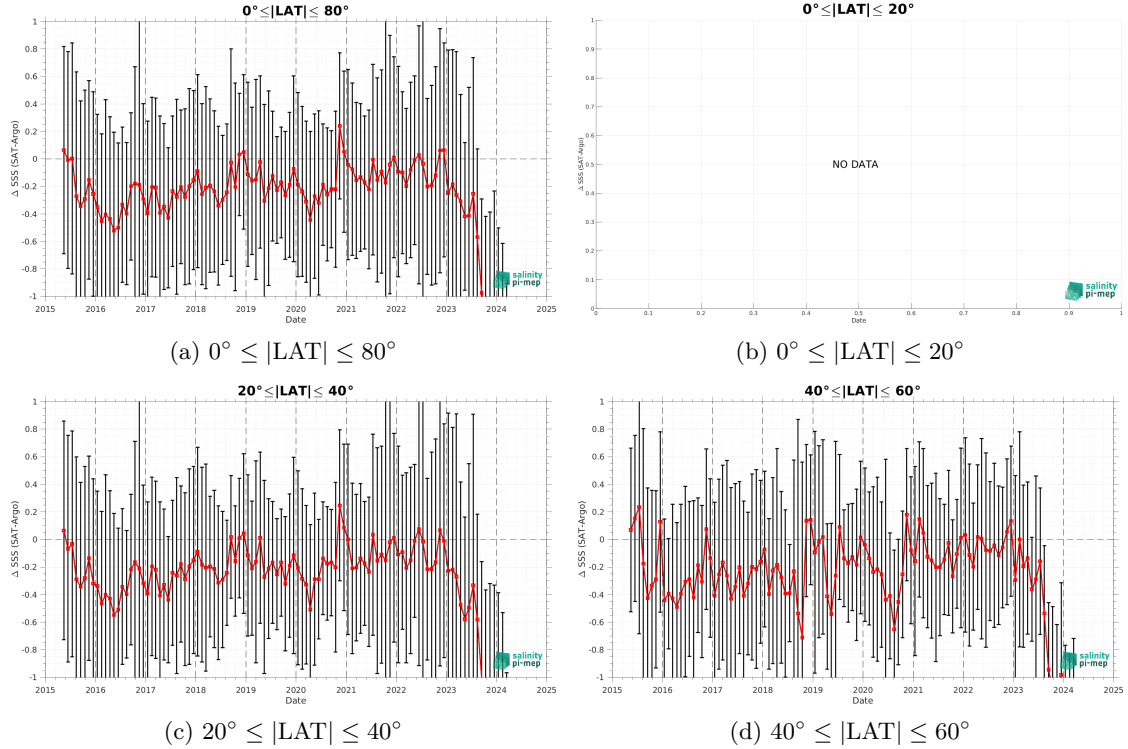 0°≤|LAT|≤ 80°
1
0.8
0.6
0.4
0.2
0
-0.2
-0.4
-0.6
-0.8
-1
Δ SSS (SAT-Argo)
2015 2016 2017 2018 2019 2020 2021 2022 2023 2024 2025
Date
salinity
pi-mep
(a) 0° ≤ |LAT| ≤ 80°
0°≤|LAT|≤ 20°
1
0.9
0.8
0.7
0.6
0.5
0.4
0.3
0.2
0.1
0
Δ SSS (SAT-Argo)
NO DATA
0 0.1 0.2 0.3 0.4 0.5 0.6 0.7 0.8 0.9 1
Date
salinity
pi-mep
(b) 0° ≤ |LAT| ≤ 20°
20°≤|LAT|≤ 40°
1
0.8
0.6
0.4
0.2
0
-0.2
-0.4
-0.6
-0.8
-1
Δ SSS (SAT-Argo)
2015 2016 2017 2018 2019 2020 2021 2022 2023 2024 2025
Date
salinity
pi-mep
(c) 20° ≤ |LAT| ≤ 40°
40°≤|LAT|≤ 60°
1
0.8
0.6
0.4
0.2
0
-0.2
-0.4
-0.6
-0.8
-1
Δ SSS (SAT-Argo)
2015 2016 2017 2018 2019 2020 2021 2022 2023 2024 2025
Date
salinity
pi-mep
(d) 40° ≤ |LAT| ≤ 60°